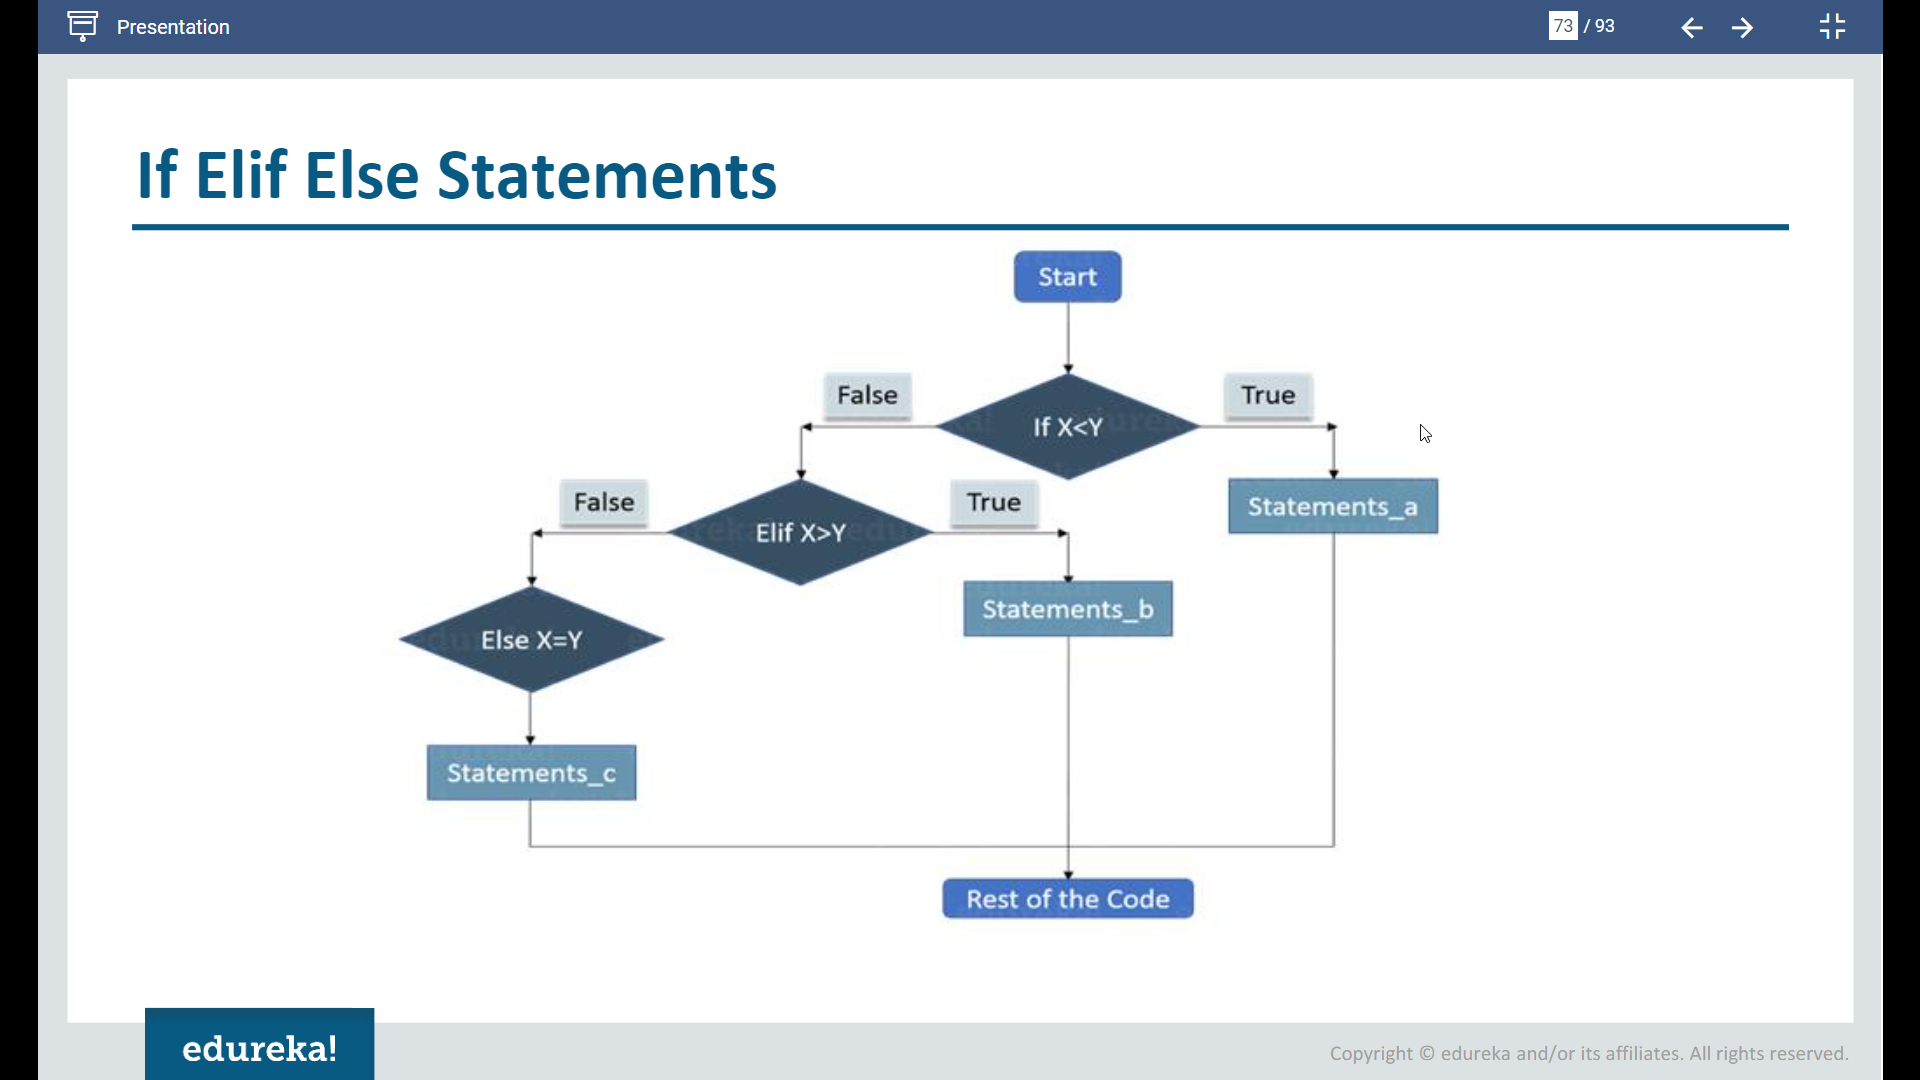 Presentation
73 / 93
If Elif Else Statements
Start
False
If X<Y
True
False
Elif X>Y
True
Statements_a
Else X=Y
Statements_b
Statements_c
Rest of the Code
edureka!
Copyright © edureka and/or its affiliates. All rights reserved.